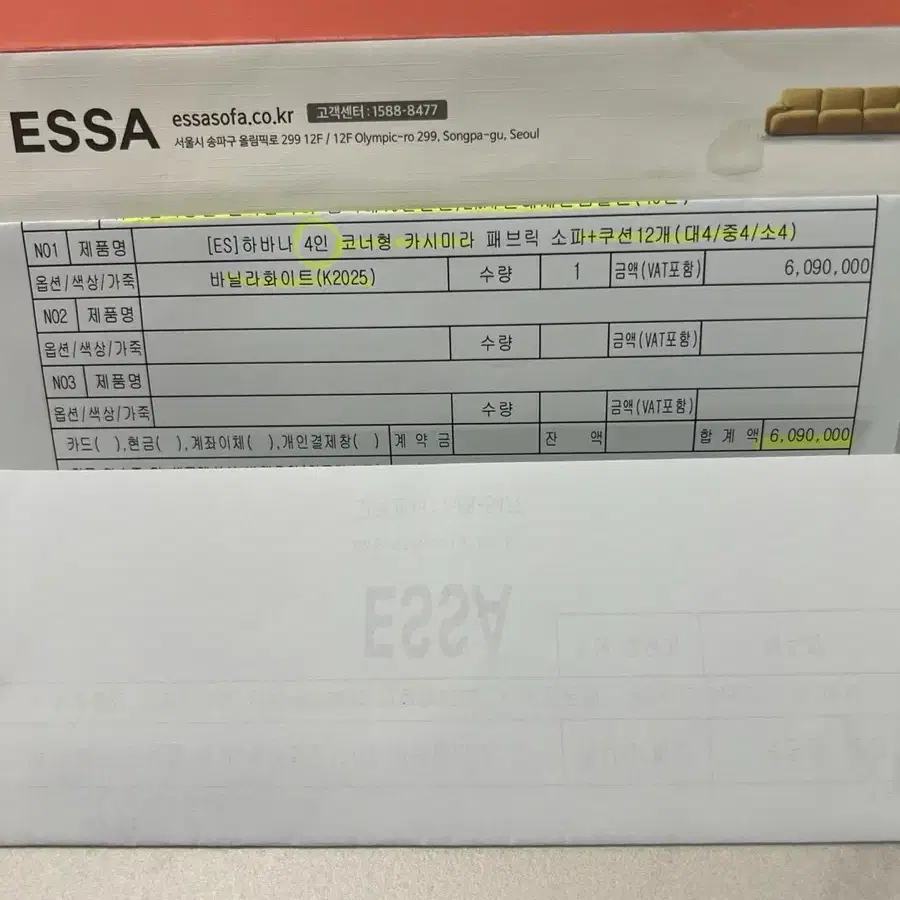 ESSA essasofa.co.kr 고객센터 : 1588-8477
서울시 송파구 올림픽로 299 12F / 12F Olympic-ro 299, Songpa-gu, Seoul
NO1 제품명 [ES]하바나 4인 코너형 카시미라 패브릭 소파+쿠션12개(대4/중4/소4)
옵션/색상/가죽 바닐라화이트(K2025) 수량 1 금액(VAT포함) 6,090,000
NO2 제품명
옵션/색상/가죽 수량 금액(VAT포함)
NO3 제품명
옵션/색상/가죽 수량 금액(VAT포함)
카드( ),현금( ),계좌이체( ),개인결제창( ) 계 약 금 잔 액 합 계 액 6,090,000
ESSA